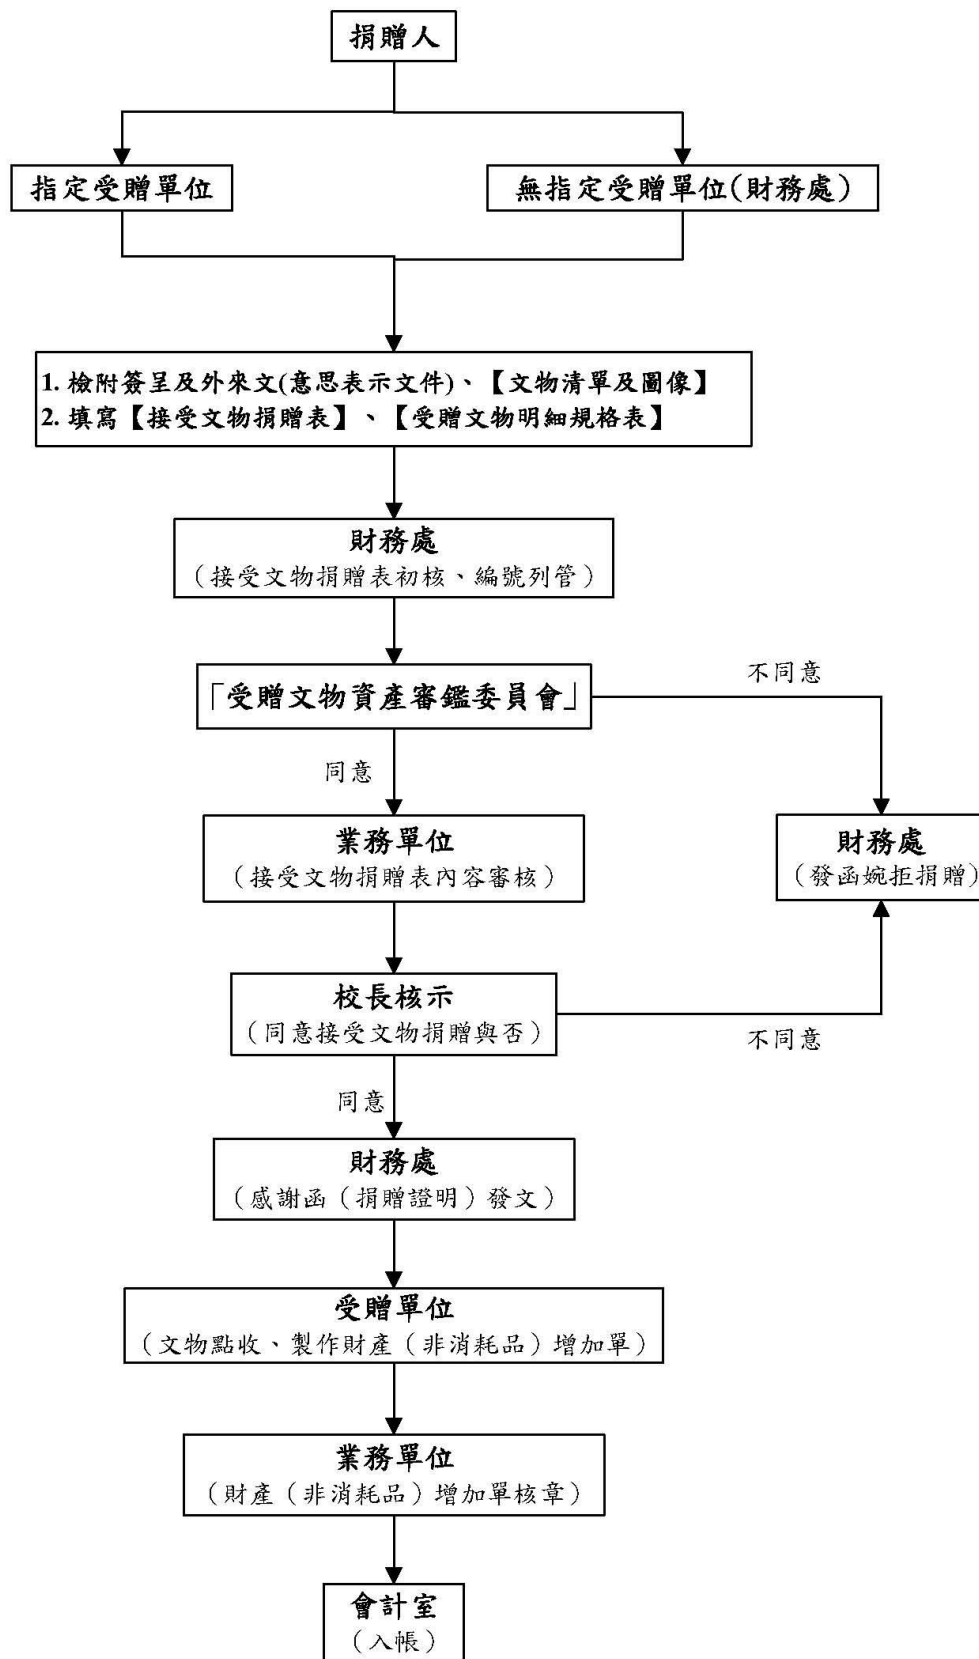 捐贈人
指定受贈單位
無指定受贈單位(財務處)
1. 檢附簽呈及外來文(意思表示文件)、【文物清單及圖像】
2. 填寫【接受文物捐贈表】、【受贈文物明細規格表】
財務處
（接受文物捐贈表初核、編號列管）
「受贈文物資產審鑑委員會」
不同意
同意
業務單位
（接受文物捐贈表內容審核）
財務處
（發函婉拒捐贈）
校長核示
（同意接受文物捐贈與否）
不同意
同意
財務處
（感謝函（捐贈證明）發文）
受贈單位
（文物點收、製作財產（非消耗品）增加單）
業務單位
（財產（非消耗品）增加單核章）
會計室
（入帳）